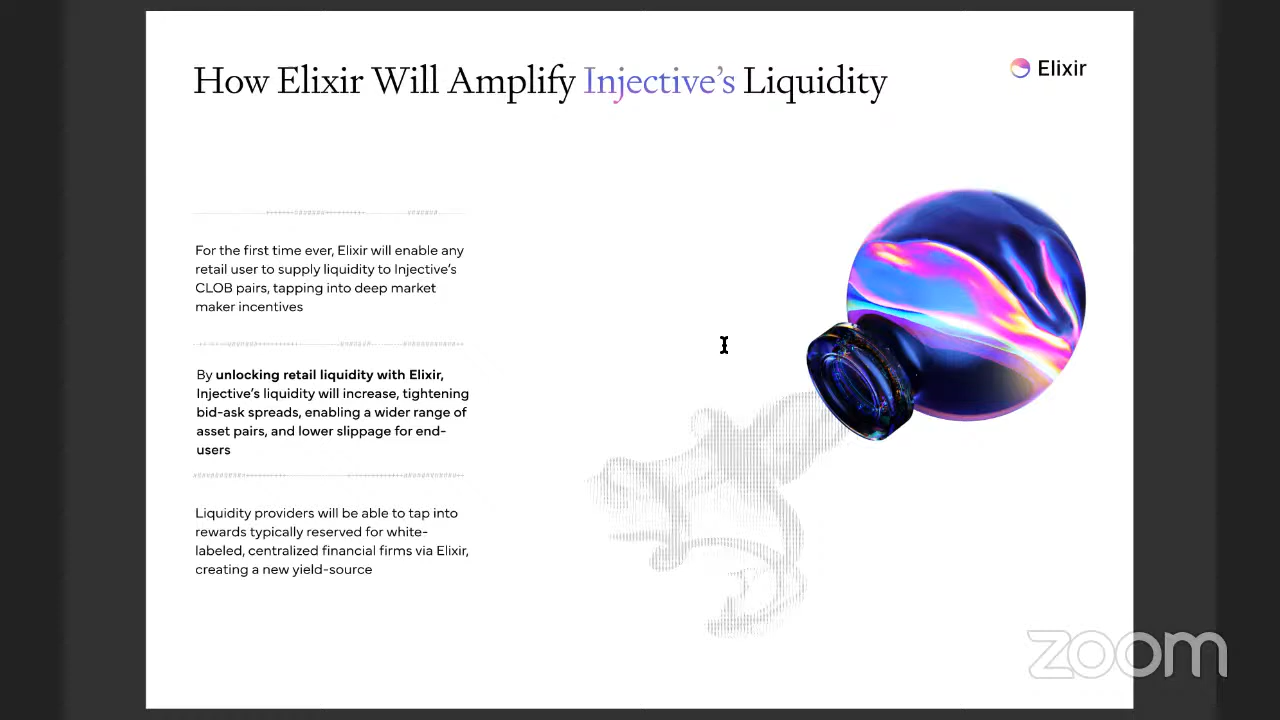 How Elixir Will Amplify Injective's Liquidity
Elixir
For the first time ever, Elixir will enable any
retail user to supply liquidity to Injective's
CLOB pairs, tapping into deep market
maker incentives
By unlocking retail liquidity with Elixir,
Injective's liquidity will increase, tightening
bid-ask spreads, enabling a wider range of
asset pairs, and lower slippage for end-
users
Liquidity providers will be able to tap into
rewards typically reserved for white-
labeled, centralized financial firms via Elixir,
creating a new yield-source
zoom